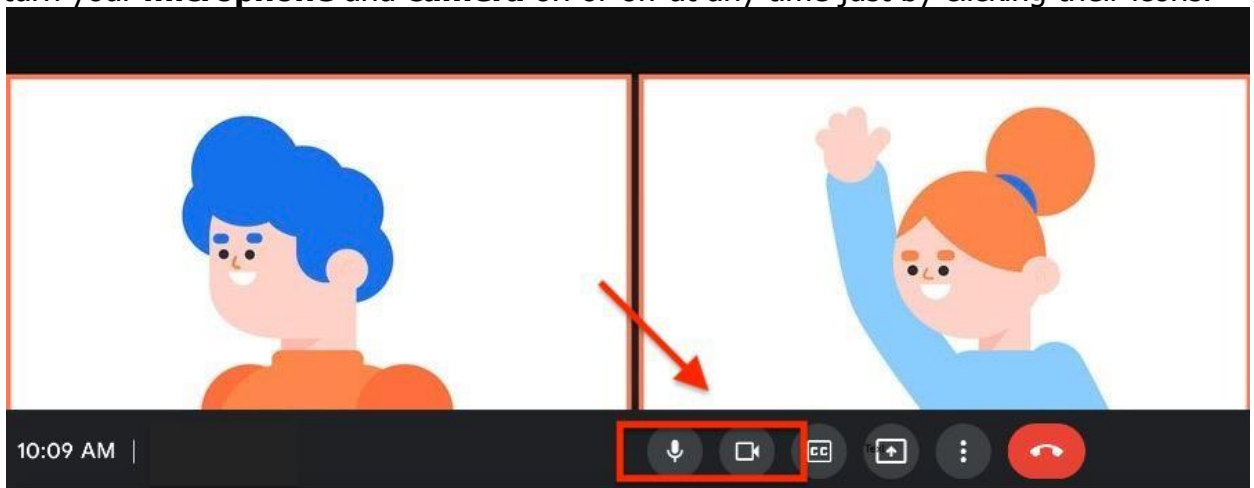 turn your microphone and camera on or off at any time just by clicking their icons.
10:09 AM |
CC